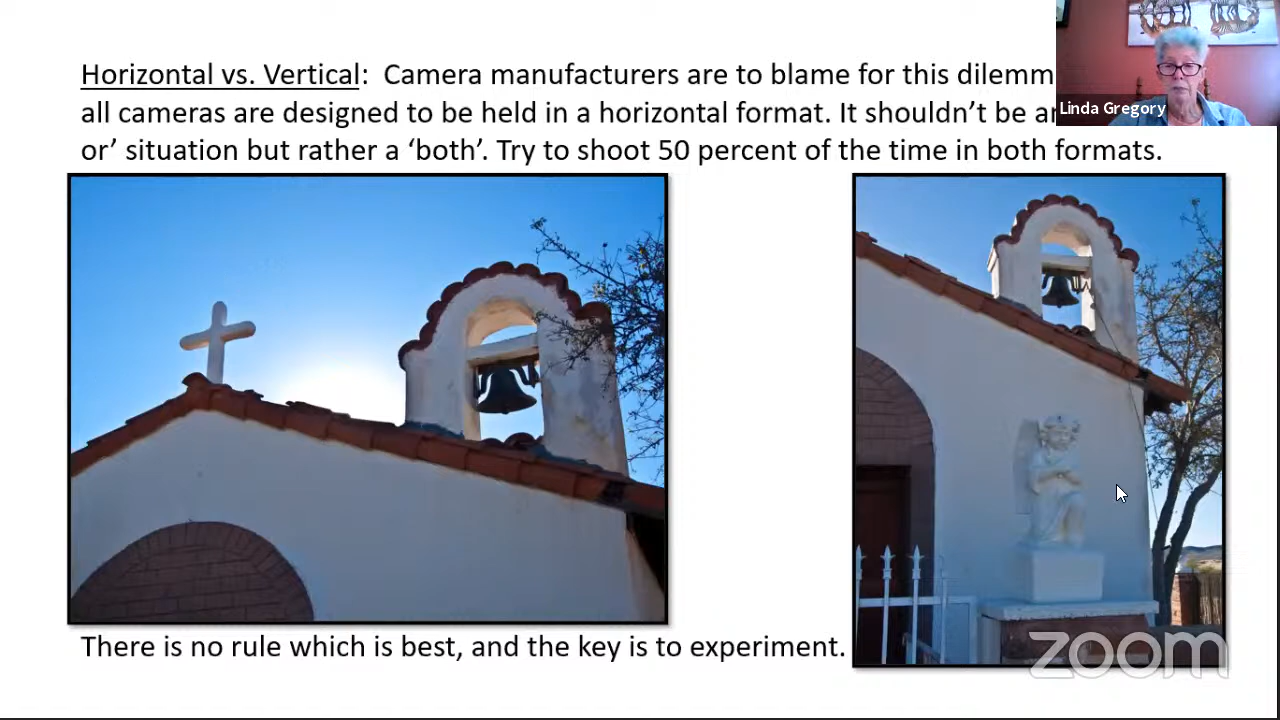 Horizontal vs. Vertical: Camera manufacturers are to blame for this
all cameras are designed to be held in a horizontal format. It shouldn’t be
or’ situation but rather a ‘both’. Try to shoot 50 percent of the time in both formats.
Linda Gregory
There is no rule which is best, and the key is to experiment.
zoom